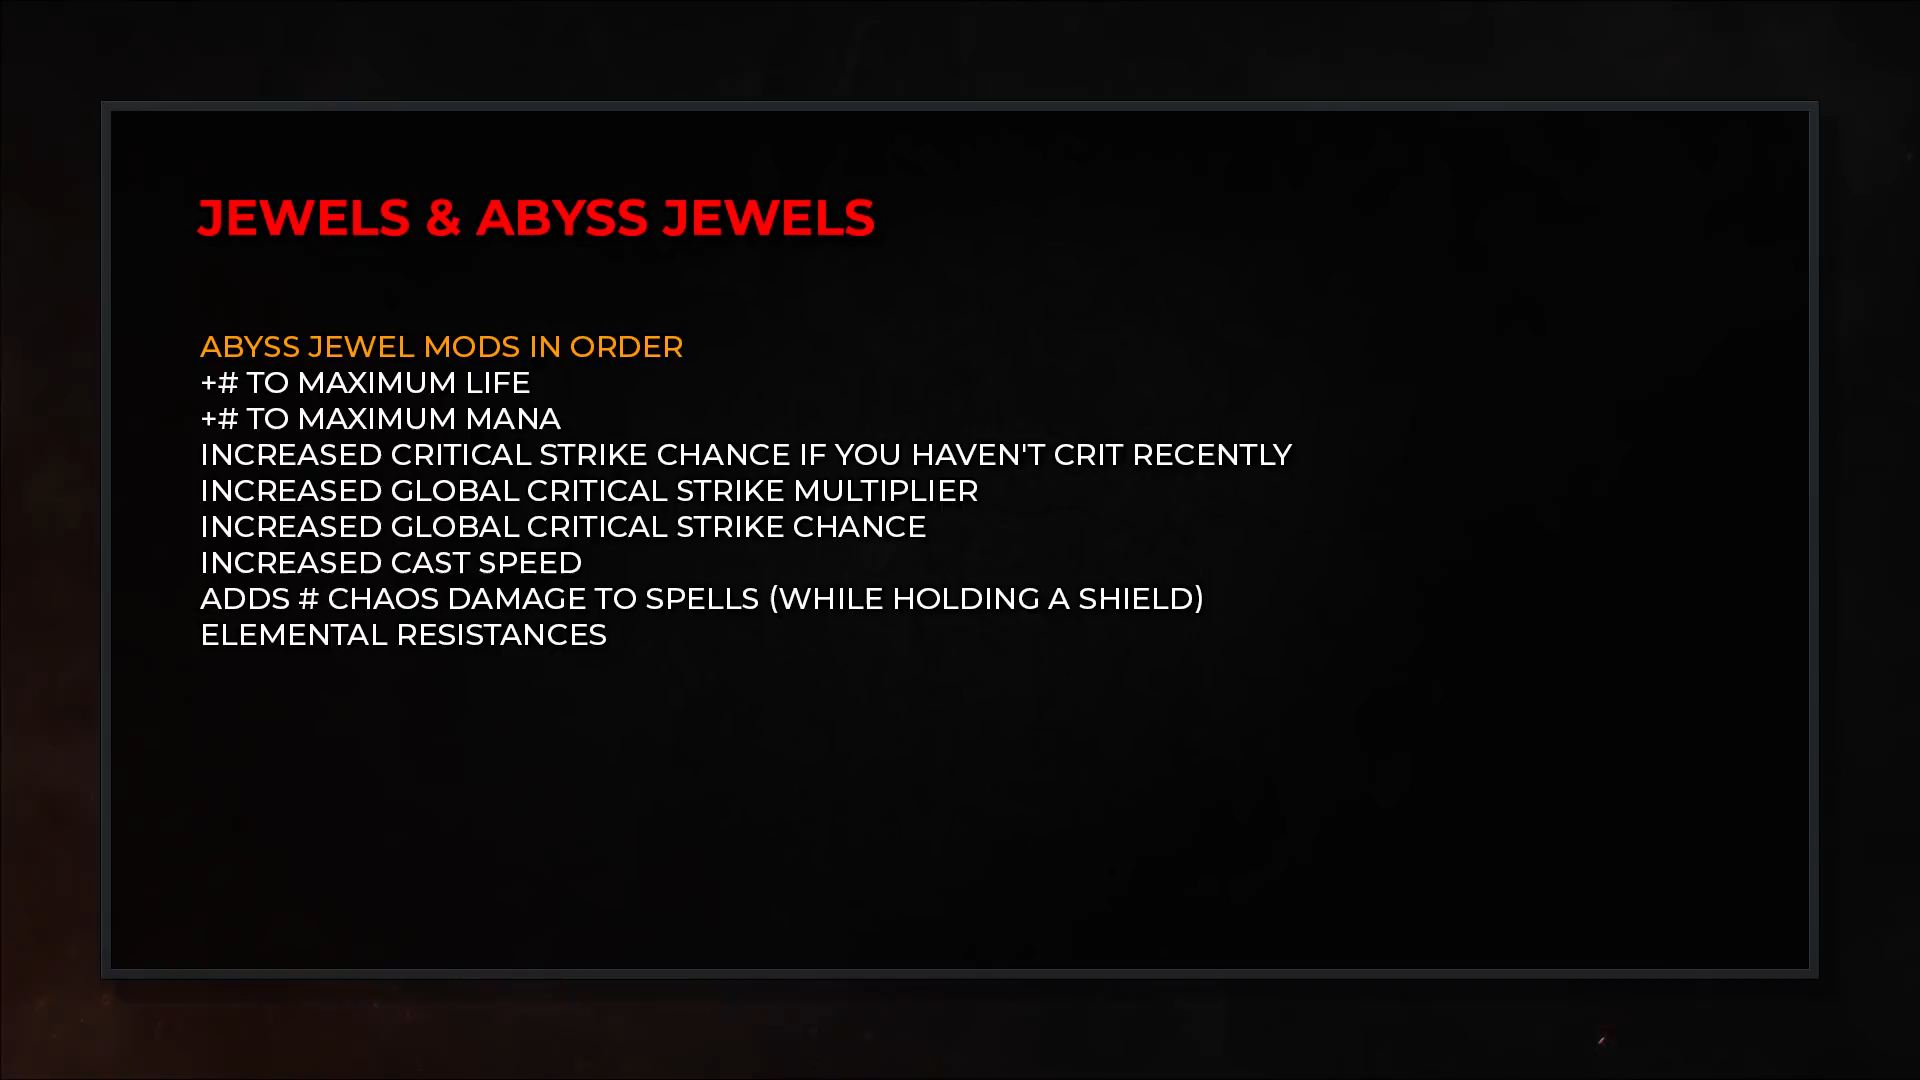 JEWELS & ABYSS JEWELS
ABYSS JEWEL MODS IN ORDER
+# TO MAXIMUM LIFE
+# TO MAXIMUM MANA
INCREASED CRITICAL STRIKE CHANCE IF YOU HAVEN'T CRIT RECENTLY
INCREASED GLOBAL CRITICAL STRIKE MULTIPLIER
INCREASED GLOBAL CRITICAL STRIKE CHANCE
INCREASED CAST SPEED
ADDS # CHAOS DAMAGE TO SPELLS (WHILE HOLDING A SHIELD)
ELEMENTAL RESISTANCES